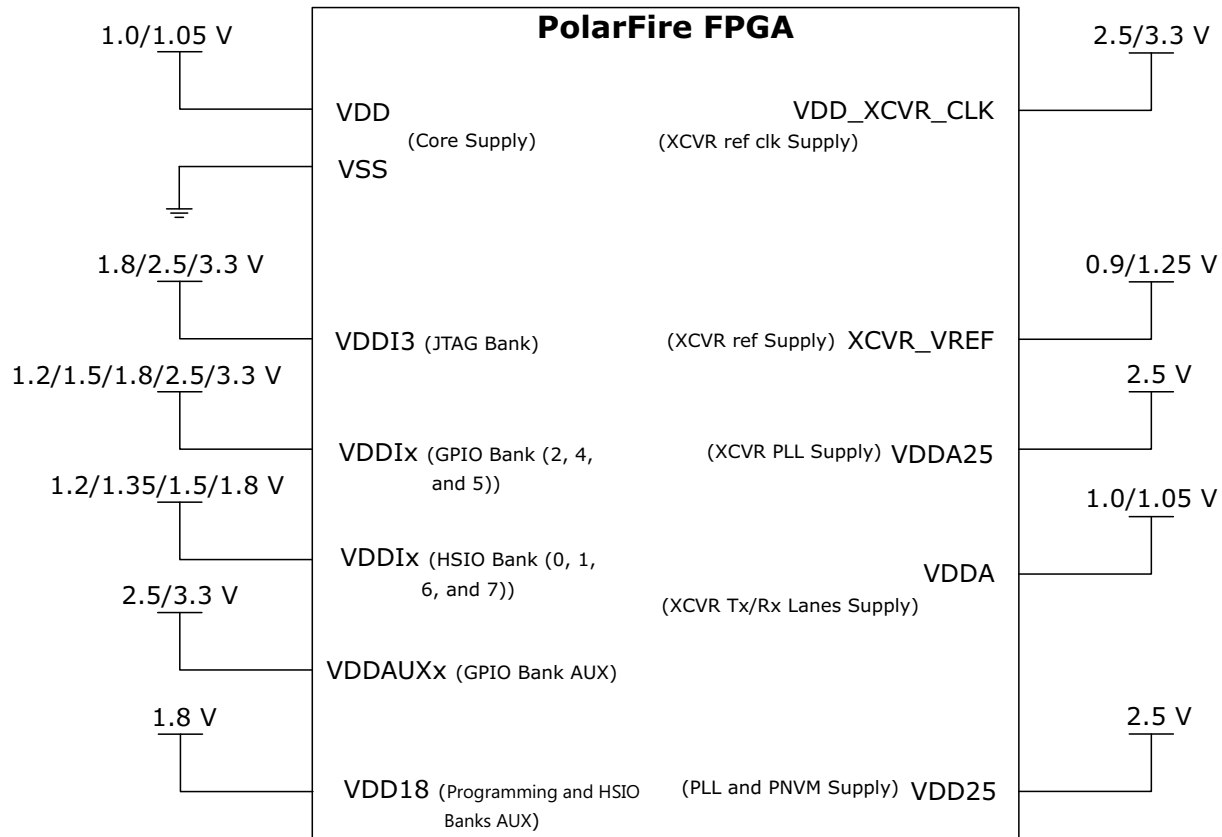 PolarFire FPGA
1.0/1.05 V
VDD
(Core Supply)
VSS
1.8/2.5/3.3 V
VDDI3 (JTAG Bank)
1.2/1.5/1.8/2.5/3.3 V
VDDIx (GPIO Bank (2, 4,
and 5))
1.2/1.35/1.5/1.8 V
VDDIx (HSIO Bank (0, 1,
6, and 7))
2.5/3.3 V
VDDAUXx (GPIO Bank AUX)
1.8 V
VDD18 (Programming and HSIO
Banks AUX)
2.5/3.3 V
VDD_XCVR_CLK
(XCVR ref clk Supply)
0.9/1.25 V
(XCVR ref Supply) XCVR_VREF
2.5 V
(XCVR PLL Supply) VDDA25
1.0/1.05 V
VDDA
(XCVR Tx/Rx Lanes Supply)
2.5 V
(PLL and PNVM Supply) VDD25